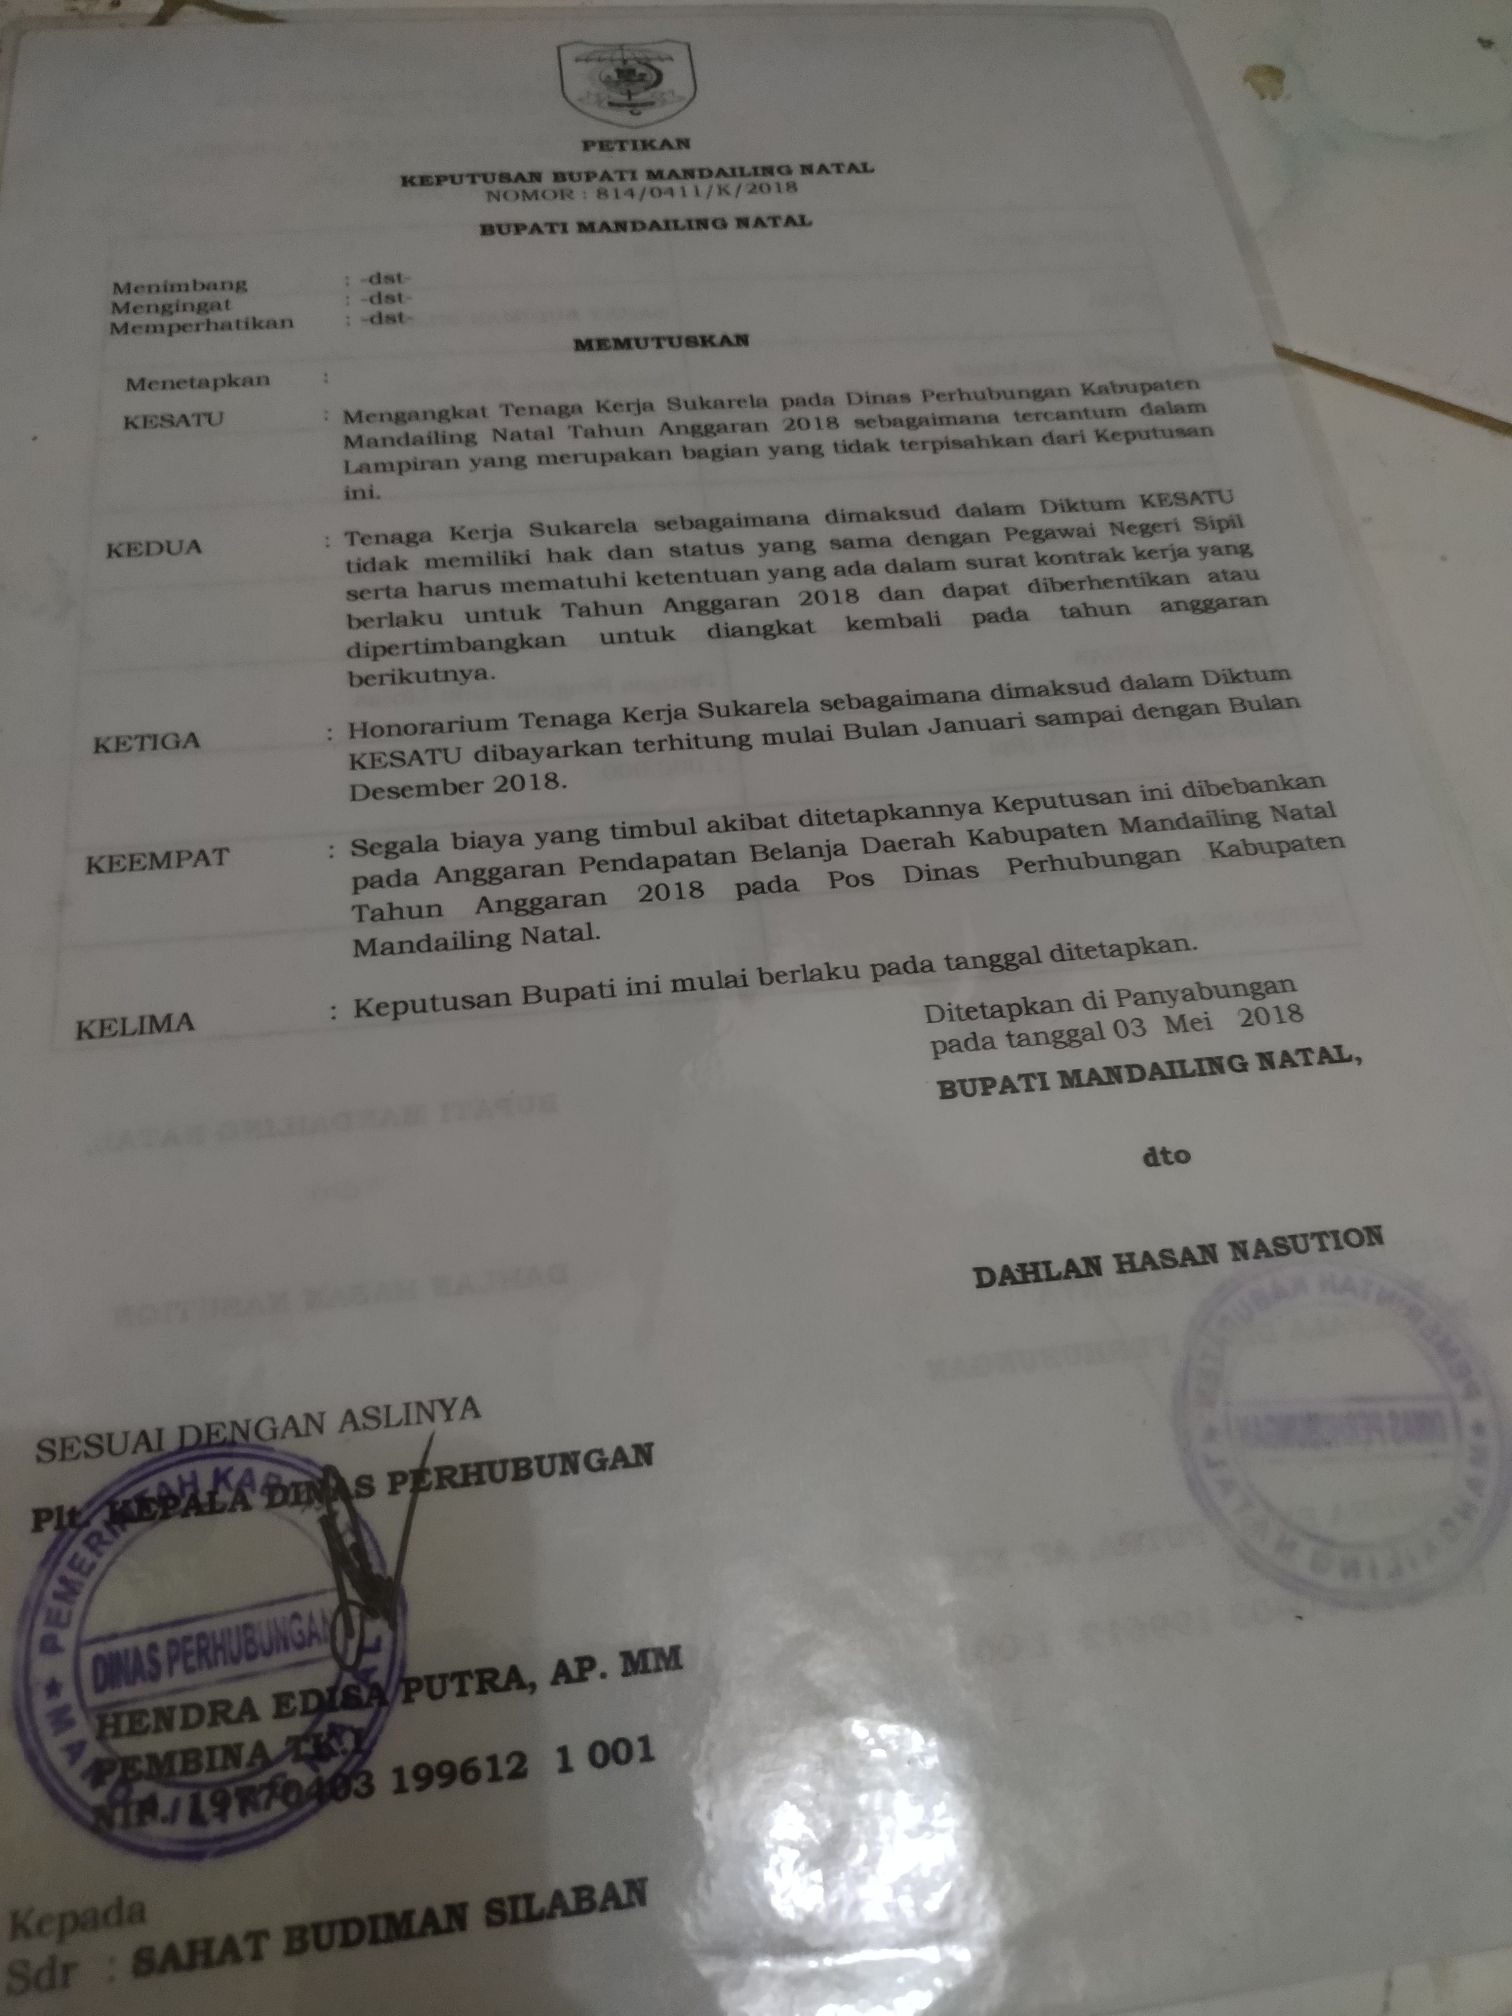 PETIKAN
KEPUTUSAN BUPATI MANDAILING NATAL
NOMOR : 814/0411/K/2018
BUPATI MANDAILING NATAL
Menimbang : -dst-
Mengingat : -dst-
Memperhatikan : -dst-
MEMUTUSKAN
Menetapkan :
KESATU : Mengangkat Tenaga Kerja Sukarela pada Dinas Perhubungan Kabupaten
Mandailing Natal Tahun Anggaran 2018 sebagaimana tercantum dalam
Lampiran yang merupakan bagian yang tidak terpisahkan dari Keputusan
ini.
KEDUA : Tenaga Kerja Sukarela sebagaimana dimaksud dalam Diktum KESATU
tidak memiliki hak dan status yang sama dengan Pegawai Negeri Sipil
serta harus mematuhi ketentuan yang ada dalam surat kontrak kerja yang
berlaku untuk Tahun Anggaran 2018 dan dapat diberhentikan atau
dipertimbangkan untuk diangkat kembali pada tahun anggaran
berikutnya.
KETIGA : Honorarium Tenaga Kerja Sukarela sebagaimana dimaksud dalam Diktum
KESATU dibayarkan terhitung mulai Bulan Januari sampai dengan Bulan
Desember 2018.
KEEMPAT : Segala biaya yang timbul akibat ditetapkannya Keputusan ini dibebankan
pada Anggaran Pendapatan Belanja Daerah Kabupaten Mandailing Natal
Tahun Anggaran 2018 pada Pos Dinas Perhubungan Kabupaten
Mandailing Natal.
KELIMA : Keputusan Bupati ini mulai berlaku pada tanggal ditetapkan.
Ditetapkan di Panyabungan
pada tanggal 03 Mei 2018
BUPATI MANDAILING NATAL,
dto
DAHLAN HASAN NASUTION
SESUAI DENGAN ASLINYA
Plt. KEPALA DINAS PERHUBUNGAN
DINAS PERHUBUNGAN
HENDRA EDISA PUTRA, AP. MM
PEMBINA TK.I
NIP. 19770403 199612 1 001
Kepada
Sdr : SAHAT BUDIMAN SILABAN